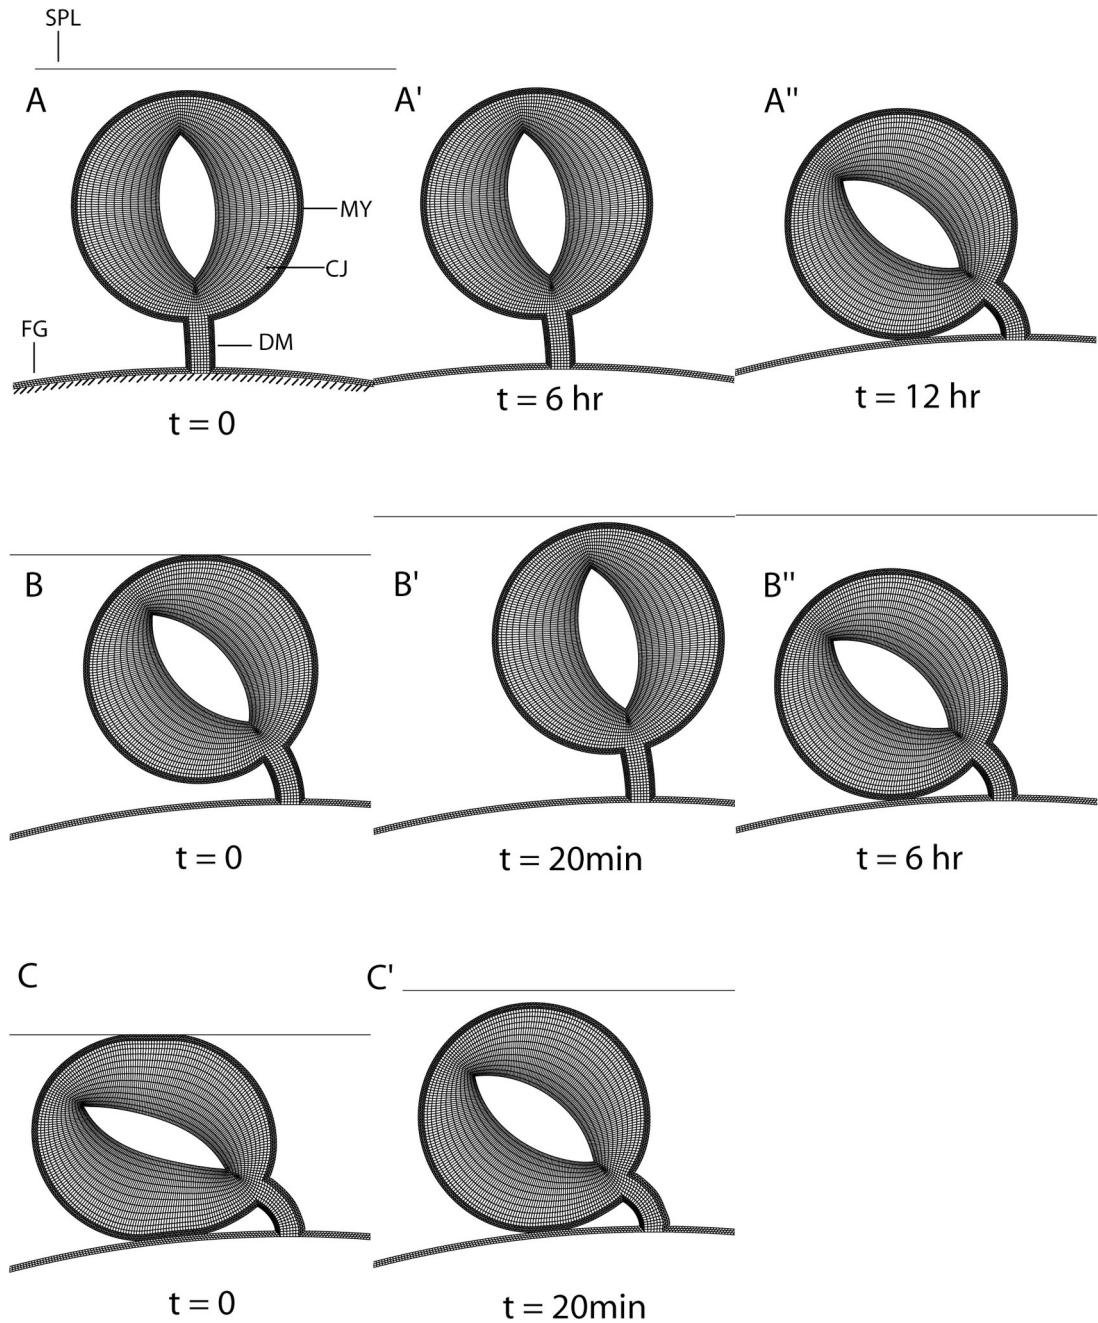 SPL
A
A'
A"
MY
CJ
FG
DM
t = 0
t = 6 hr
t = 12 hr
B
B'
B"
t = 0
t = 20min
t = 6 hr
C
C'
t = 0
t = 20min